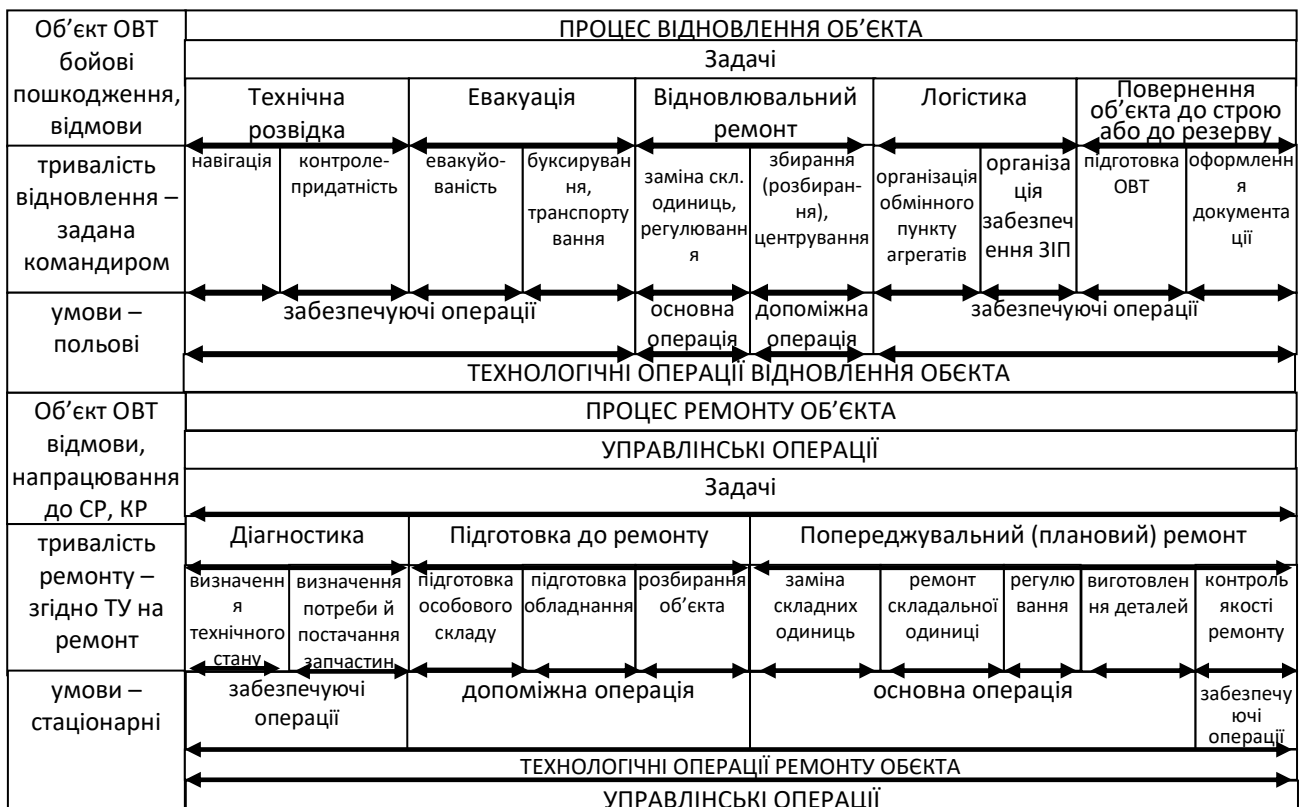 Об’єкт ОВТ
бойові
пошкодження,
відмови
ПРОЦЕС ВІДНОВЛЕННЯ ОБ’ЄКТА
Задачі
Технічна
розвідка
Евакуація
Відновлювальний
ремонт
Логістика
Повернення
об’єкта до строю
або до резерву
тривалість
відновлення –
задана
командиром
навігація
контроле-
придатність
евакуйо-
ваність
буксируван
ня,
транспорту
вання
заміна скл.
одиниць,
регулюванн
я
збирання
(розбиран-
ня),
центрування
організація
обмінного
пункту
агрегатів
організа
ція
забезпеч
ення ЗІП
підготовка
ОВТ
оформленн
я
документа
ції
умови –
польові
забезпечуючі операції
основна
операція
допоміжна
операція
забезпечуючі операції
ТЕХНОЛОГІЧНІ ОПЕРАЦІЇ ВІДНОВЛЕННЯ ОБЄКТА
Об’єкт ОВТ
відмови,
напрацювання
до СР, КР
ПРОЦЕС РЕМОНТУ ОБ’ЄКТА
УПРАВЛІНСЬКІ ОПЕРАЦІЇ
Задачі
тривалість
ремонту –
згідно ТУ на
ремонт
Діагностика
Підготовка до ремонту
Попереджувальний (плановий) ремонт
визначенн
я
технічного
стану
визначення
потреби й
постачання
запчастин
підготовка
особового
складу
підготовка
обладнання
розбирання
об’єкта
заміна
складних
одиниць
ремонт
складальної
одиниці
регулю
вання
виготовлен
ня деталей
контроль
якості
ремонту
умови –
стаціонарні
забезпечуючі
операції
допоміжна операція
основна операція
забезпечу
ючі
операції
ТЕХНОЛОГІЧНІ ОПЕРАЦІЇ РЕМОНТУ ОБЄКТА
УПРАВЛІНСЬКІ ОПЕРАЦІЇ